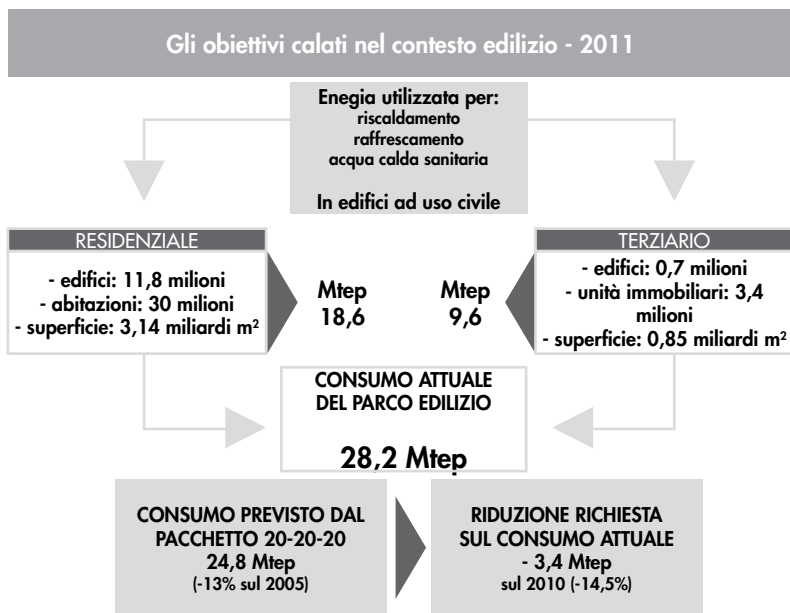 Gli obiettivi calati nel contesto edilizio - 2011
Enegia utilizzata per:
riscaldamento
raffrescamento
acqua calda sanitaria
In edifici ad uso civile
RESIDENZIALE
- edifici: 11,8 milioni
- abitazioni: 30 milioni
- superficie: 3,14 miliardi m²
Mtep
18,6
Mtep
9,6
TERZIARIO
- edifici: 0,7 milioni
- unità immobiliari: 3,4
milioni
- superficie: 0,85 miliardi m²
CONSUMO ATTUALE
DEL PARCO EDILIZIO
28,2 Mtep
CONSUMO PREVISTO DAL
PACCHETTO 20-20-20
24,8 Mtep
(-13% sul 2005)
RIDUZIONE RICHIESTA
SUL CONSUMO ATTUALE
- 3,4 Mtep
sul 2010 (-14,5%)